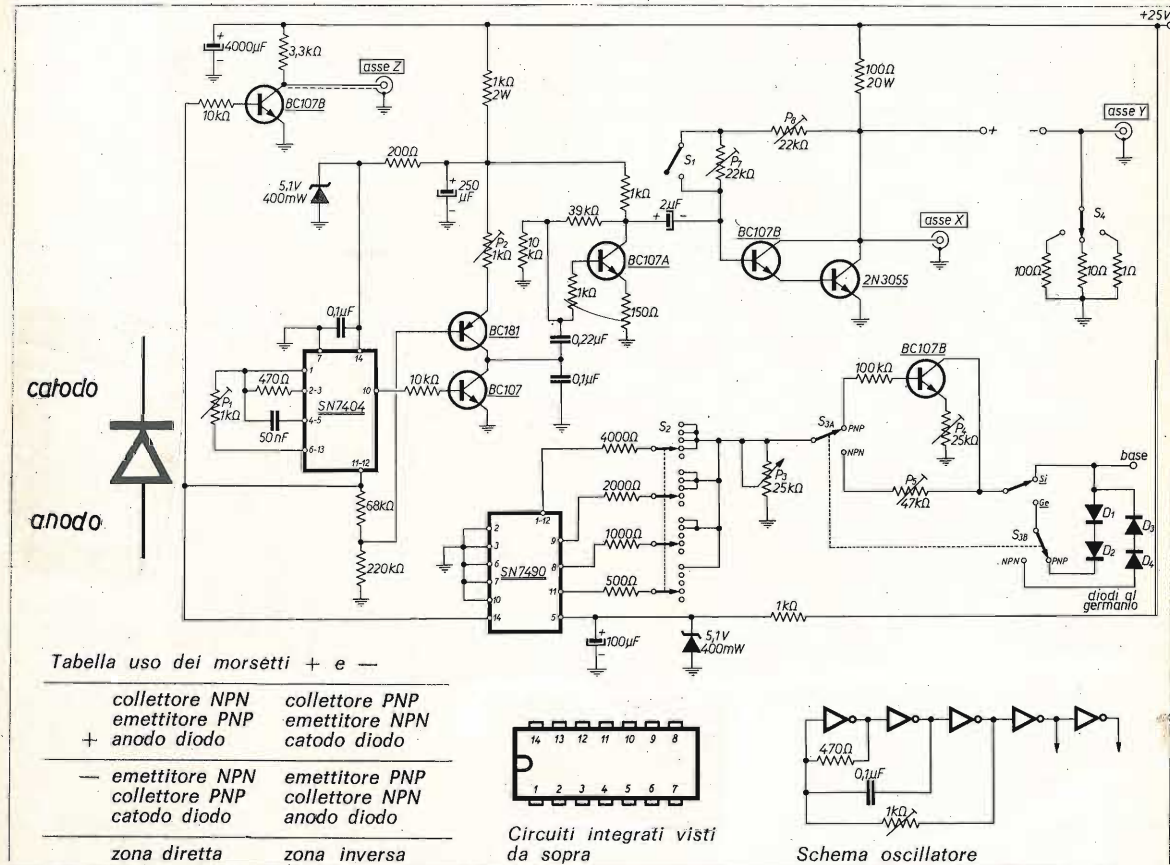 +25V
+
4000µF
-
3,3kΩ
asse Z
BC107B
10kΩ
1kΩ
2W
100Ω
20W
asse Y
+
-
P8
22kΩ
S1
P7
22kΩ
200Ω
5,1V
400mW
+
250
µF
-
1kΩ
39kΩ
2µF
+
-
P2
1kΩ
10
kΩ
BC107A
BC107B
asse X
2N3055
S4
100Ω
10Ω
1Ω
1kΩ
150Ω
0,1µF
BC181
0,22µF
0,1µF
7
14
1
470Ω
2-3
P1
1kΩ
SN7404
10
10kΩ
BC107
4-5
50nF
6-13
11-12
catodo
anodo
68kΩ
220kΩ
BC107B
100kΩ
P4
25kΩ
S2
4000Ω
S3A
PNP
NPN
P3
25kΩ
P5
47kΩ
base
Si
Ge
D1
D2
D3
D4
S3B
NPN
PNP
diodi al
germanio
1-12
2
3
6
7
10
14
SN7490
9
8
11
5
2000Ω
1000Ω
500Ω
+
100µF
-
5,1V
400mW
1kΩ
Tabella uso dei morsetti + e —
collettore NPN collettore PNP
emettitore PNP emettitore NPN
+ anodo diodo catodo diodo
— emettitore NPN emettitore PNP
collettore PNP collettore NPN
catodo diodo anodo diodo
zona diretta zona inversa
14 13 12 11 10 9 8
1 2 3 4 5 6 7
Circuiti integrati visti
da sopra
470Ω
0,1µF
1kΩ
Schema oscillatore